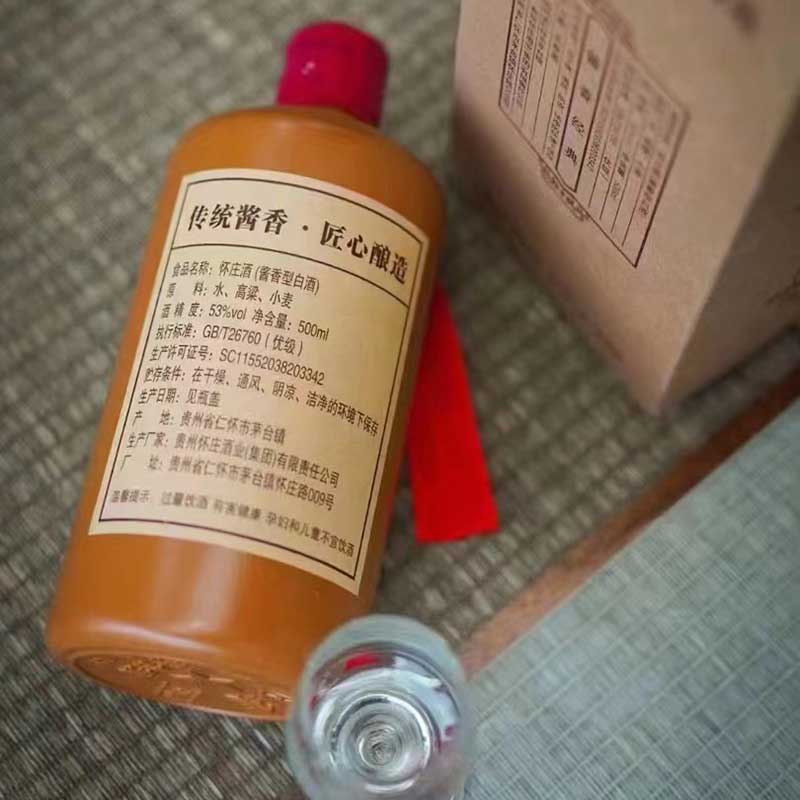 传统酱香·匠心酿造
食品名称：怀庄酒(酱香型白酒)
原 料：水、高粱、小麦
酒 精 度：53%vol 净含量：500ml
执行标准：GB/T26760（优级）
生产许可证号：SC11552038203342
贮存条件：在干燥、通风、阴凉、洁净的环境下保存
生产日期：见瓶盖
产 地：贵州省仁怀市茅台镇
生产厂家：贵州怀庄酒业(集团)有限责任公司
厂 址：贵州省仁怀市茅台镇怀庄路009号
温馨提示：过量饮酒 有害健康 孕妇和儿童不宜饮酒
经典